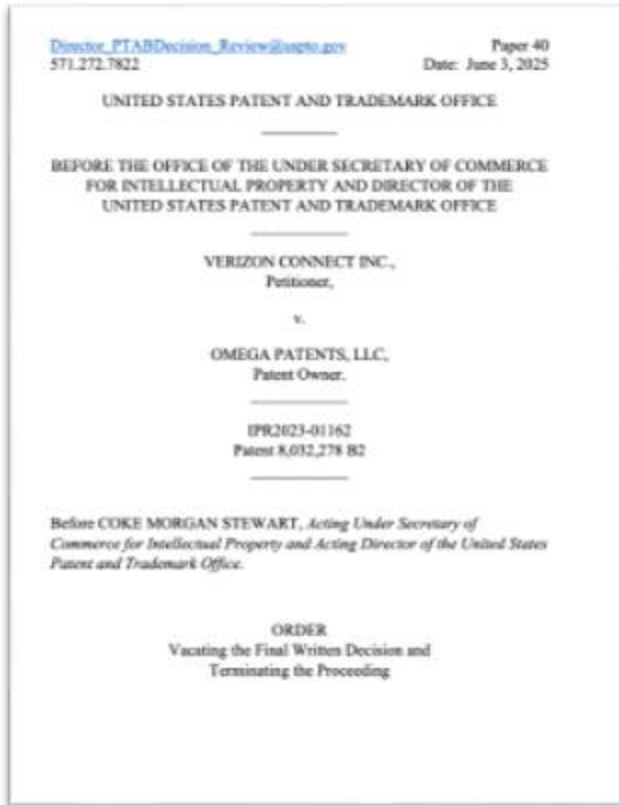 Director_PTABDecision_Review@uspto.gov Paper 40
571.272.7822 Date: June 3, 2025
UNITED STATES PATENT AND TRADEMARK OFFICE
BEFORE THE OFFICE OF THE UNDER SECRETARY OF COMMERCE
FOR INTELLECTUAL PROPERTY AND DIRECTOR OF THE
UNITED STATES PATENT AND TRADEMARK OFFICE
VERIZON CONNECT INC.,
Petitioner,
v.
OMEGA PATENTS, LLC,
Patent Owner.
IPR2023-01162
Patent 8,032,278 B2
Before COKE MORGAN STEWART, Acting Under Secretary of
Commerce for Intellectual Property and Acting Director of the United States
Patent and Trademark Office.
ORDER
Vacating the Final Written Decision and
Terminating the Proceeding